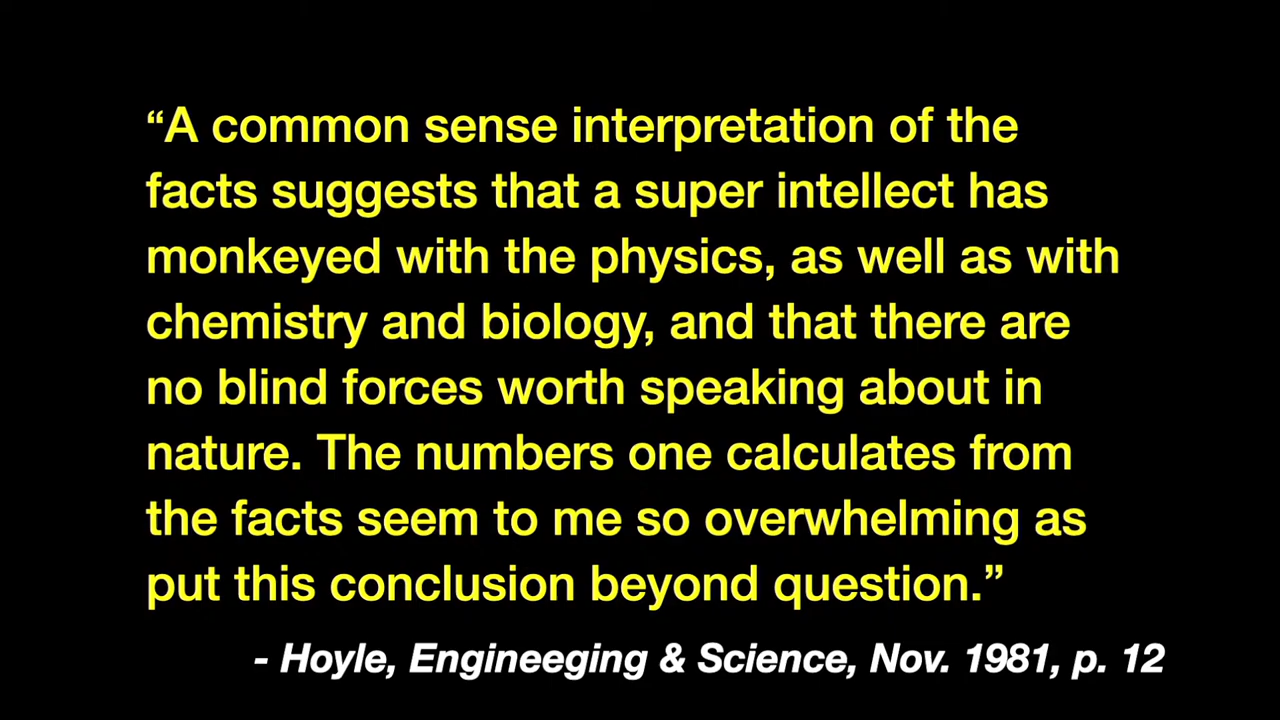 “A common sense interpretation of the
facts suggests that a super intellect has
monkeyed with the physics, as well as with
chemistry and biology, and that there are
no blind forces worth speaking about in
nature. The numbers one calculates from
the facts seem to me so overwhelming as
put this conclusion beyond question.”
- Hoyle, Engineeging & Science, Nov. 1981, p. 12